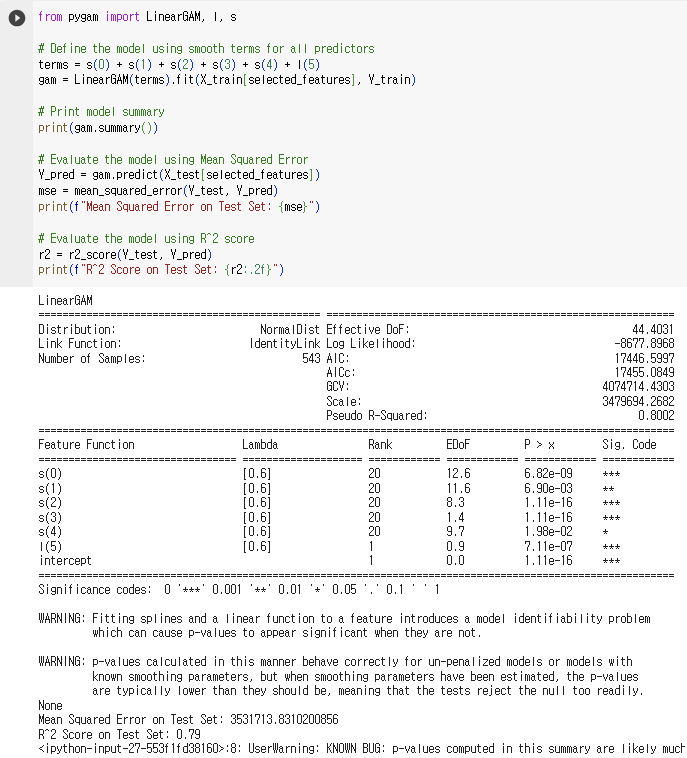 from pygam import LinearGAM, l, s

# Define the model using smooth terms for all predictors
terms = s(0) + s(1) + s(2) + s(3) + s(4) + l(5)
gam = LinearGAM(terms).fit(X_train[selected_features], Y_train)

# Print model summary
print(gam.summary())

# Evaluate the model using Mean Squared Error
Y_pred = gam.predict(X_test[selected_features])
mse = mean_squared_error(Y_test, Y_pred)
print(f"Mean Squared Error on Test Set: {mse}")

# Evaluate the model using R^2 score
r2 = r2_score(Y_test, Y_pred)
print(f"R^2 Score on Test Set: {r2:.2f}")

LinearGAM
=============================================== ==========================================================
Distribution: NormalDist Effective DoF: 44.4031
Link Function: IdentityLink Log Likelihood: -8677.8968
Number of Samples: 543 AIC: 17446.5997
AICc: 17455.0849
GCV: 4074714.4303
Scale: 3479694.2682
Pseudo R-Squared: 0.8002
==========================================================================================================
Feature Function Lambda Rank EDoF P > x Sig. Code
================================= ==================== ============ ============ ============ ============
s(0) [0.6] 20 12.6 6.82e-09 ***
s(1) [0.6] 20 11.6 6.90e-03 **
s(2) [0.6] 20 8.3 1.11e-16 ***
s(3) [0.6] 20 1.4 1.11e-16 ***
s(4) [0.6] 20 9.7 1.98e-02 *
l(5) [0.6] 1 0.9 7.11e-07 ***
intercept 1 0.0 1.11e-16 ***
==========================================================================================================
Significance codes: 0 '***' 0.001 '**' 0.01 '*' 0.05 '.' 0.1 ' ' 1

WARNING: Fitting splines and a linear function to a feature introduces a model identifiability problem
which can cause p-values to appear significant when they are not.

WARNING: p-values calculated in this manner behave correctly for un-penalized models or models with
known smoothing parameters, but when smoothing parameters have been estimated, the p-values
are typically lower than they should be, meaning that the tests reject the null too readily.
None
Mean Squared Error on Test Set: 3531713.8310200856
R^2 Score on Test Set: 0.79
<ipython-input-27-553f1fd38160>:8: UserWarning: KNOWN BUG: p-values computed in this summary are likely much